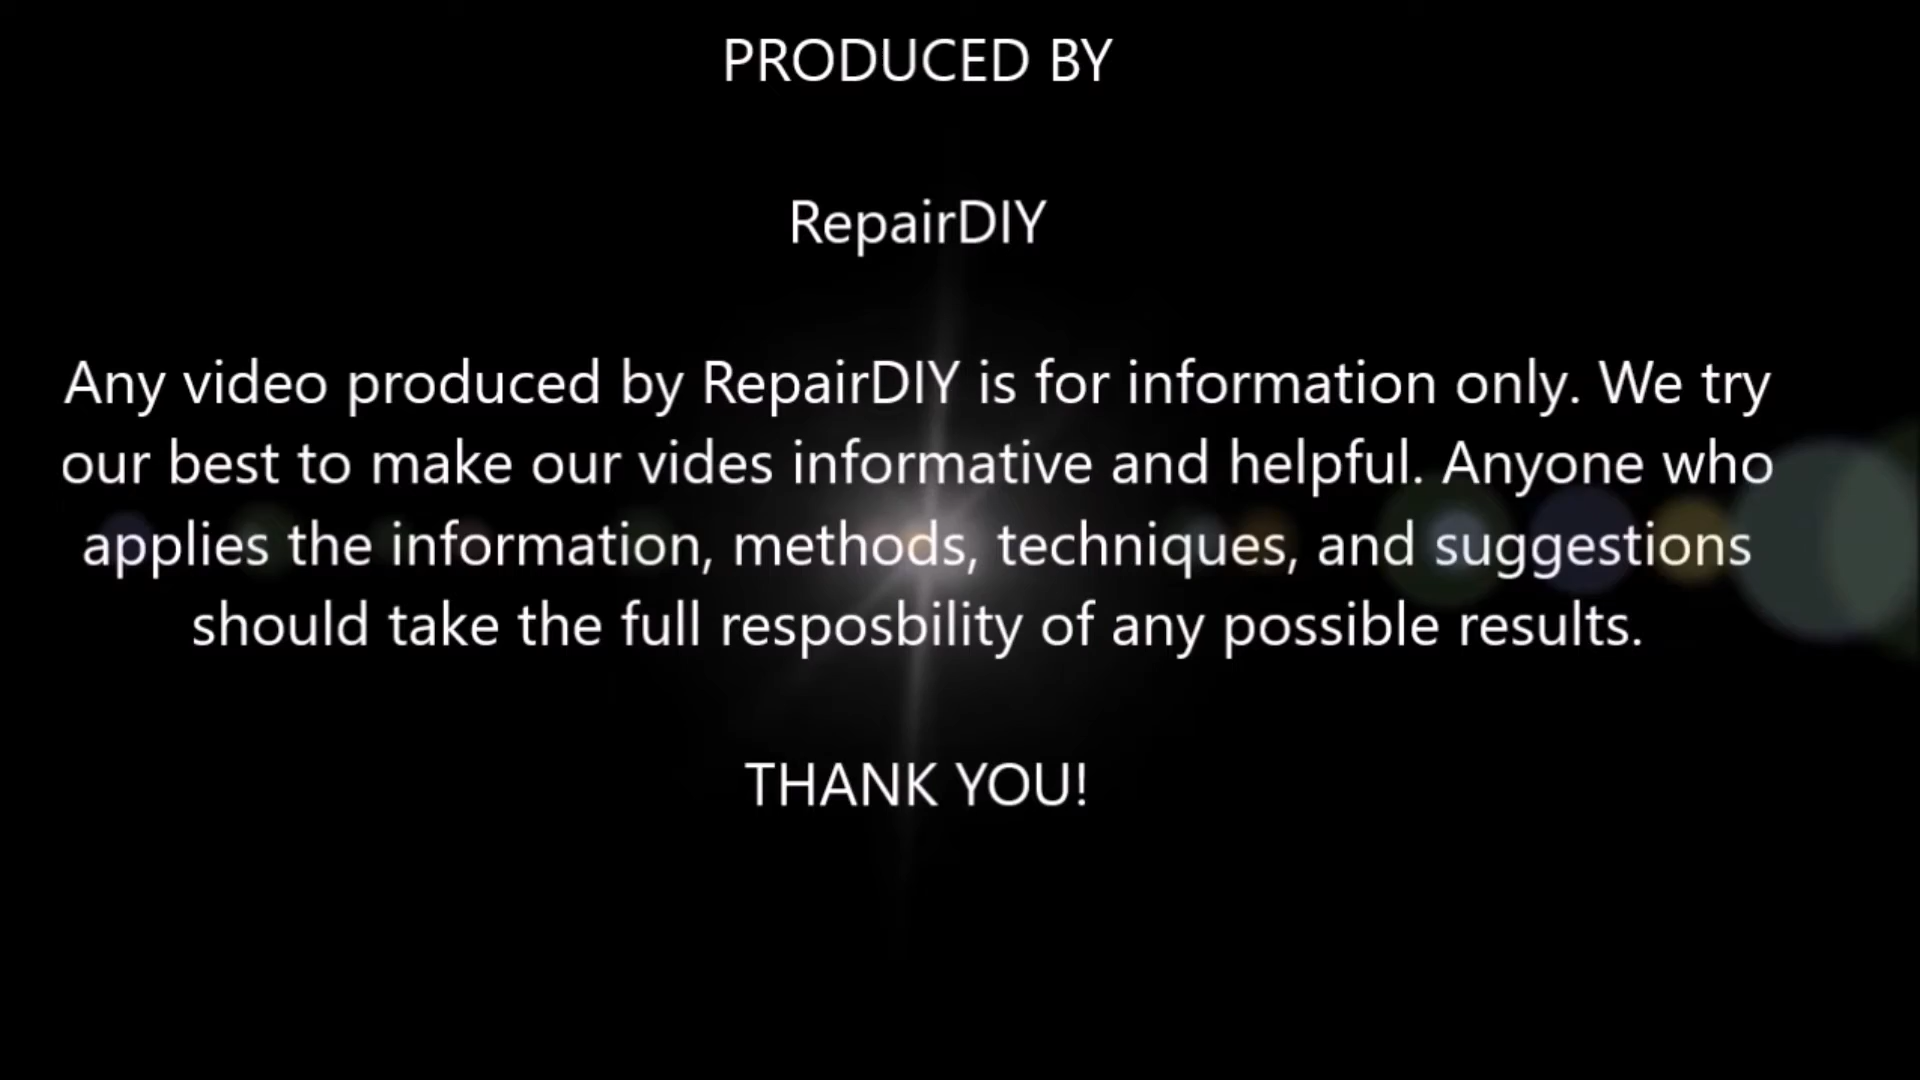 PRODUCED BY
RepairDIY
Any video produced by RepairDIY is for information only. We try
our best to make our vides informative and helpful. Anyone who
applies the information, methods, techniques, and suggestions
should take the full resposbility of any possible results.
THANK YOU!